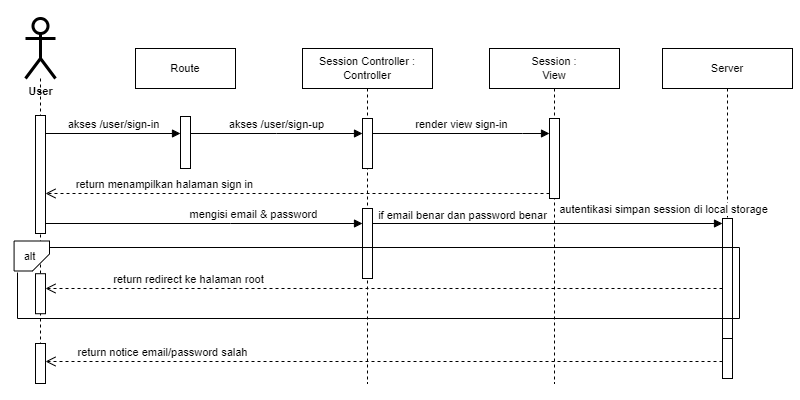 User
Route
Session Controller :
Controller
Session :
View
Server
akses /user/sign-in
akses /user/sign-up
render view sign-in
return menampilkan halaman sign in
mengisi email & password
if email benar dan password benar
autentikasi simpan session di local storage
alt
return redirect ke halaman root
return notice email/password salah